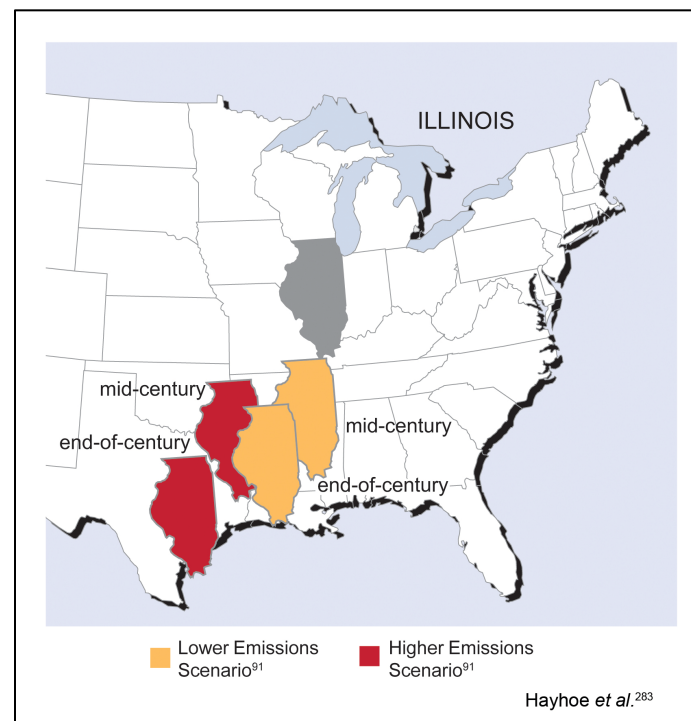 ILLINOIS
mid-century
end-of-century
mid-century
end-of-century
Lower Emissions
Scenario91
Higher Emissions
Scenario91
Hayhoe et al.283